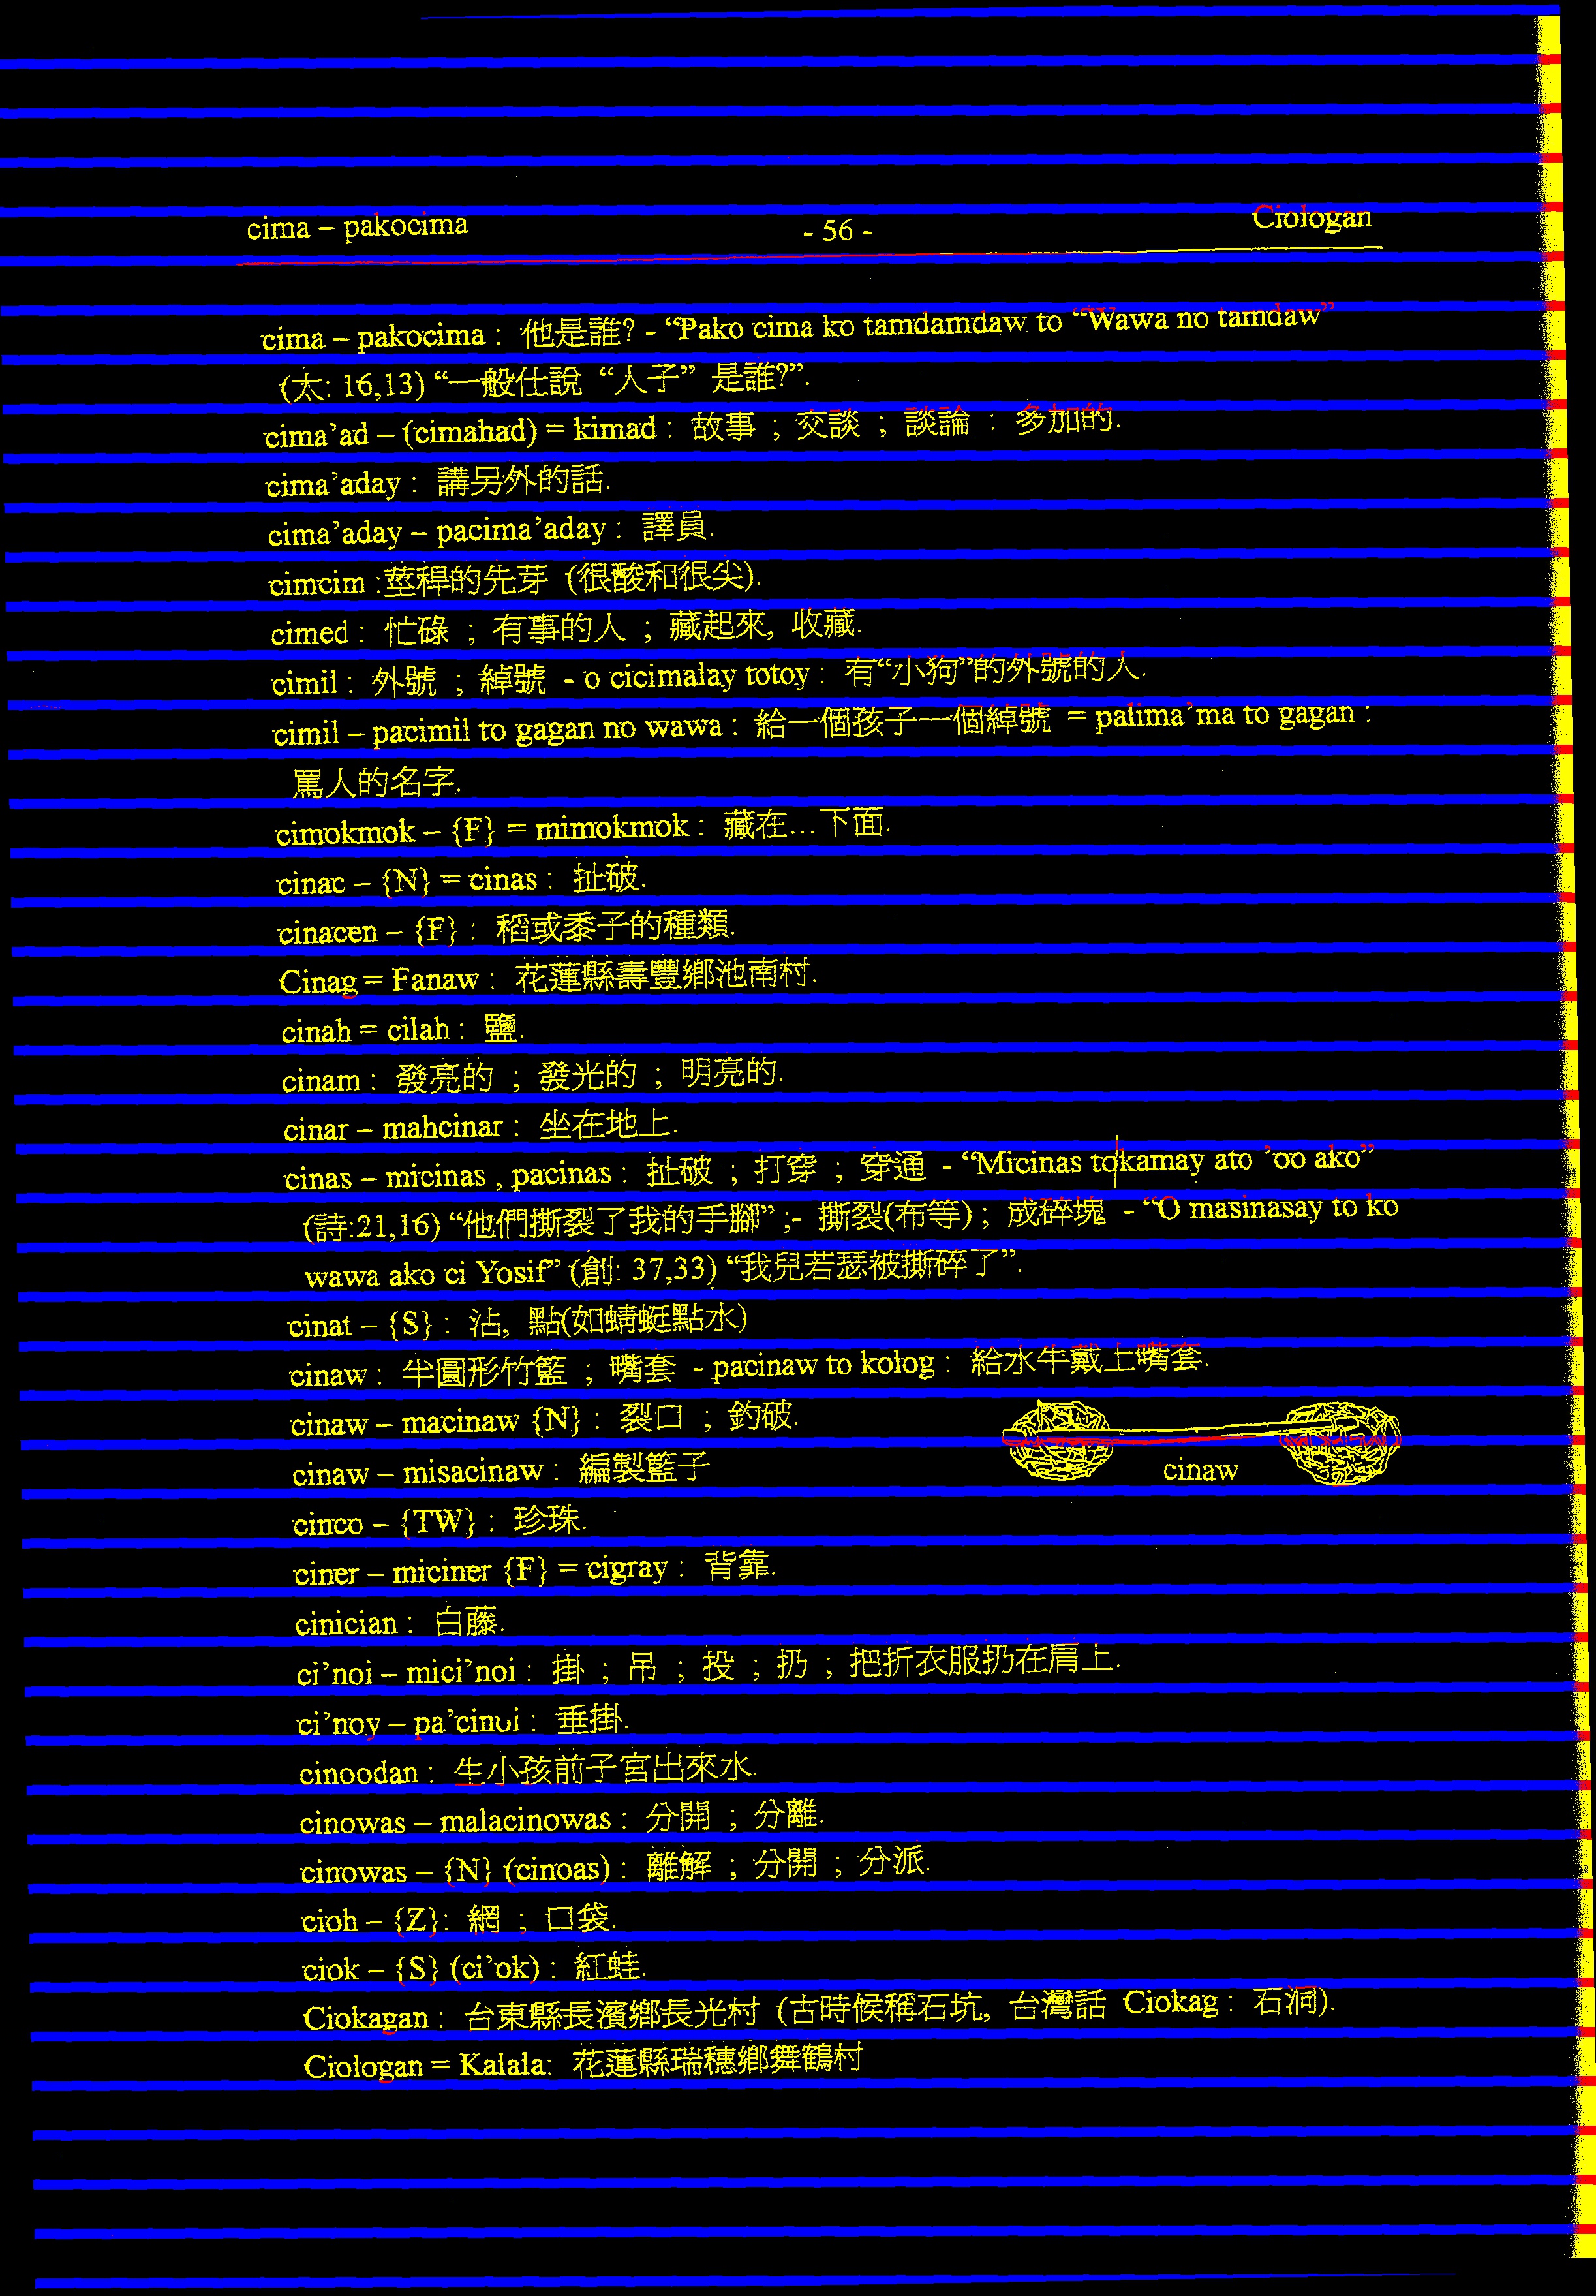 cima – pakocima - 56 - Ciologan
cima – pakocima : 他是誰? - “Pako cima ko tamdamdaw to “Wawa no tamdaw”
(太: 16,13) “一般仕說 “人子” 是誰?”.
cima’ad – (cimahad) = kimad : 故事 ; 交談 ; 談論 : 多加的.
cima’aday : 講另外的話.
cima’aday – pacima’aday : 譯員.
cimcim :莖稈的先芽 (很酸和很尖).
cimed : 忙碌 ; 有事的人 ; 藏起來, 收藏.
cimil : 外號 ; 綽號 - o cicimalay totoy : 有“小狗”的外號的人.
cimil – pacimil to gagan no wawa : 給一個孩子一個綽號 = palima’ma to gagan :
罵人的名字.
cimokmok – {F} = mimokmok : 藏在…下面.
cinac – {N} = cinas : 扯破.
cinacen – {F} : 稻或黍子的種類.
Cinag = Fanaw : 花蓮縣壽豐鄉池南村.
cinah = cilah : 鹽.
cinam : 發亮的 ; 發光的 ; 明亮的.
cinar – mahcinar : 坐在地上.
cinas – micinas , pacinas : 扯破 ; 打穿 ; 穿通 - “Micinas to kamay ato ’oo ako”
(詩:21,16) “他們撕裂了我的手腳” ;- 撕裂(布等) ; 成碎塊 - “O masinasay to ko
wawa ako ci Yosif” (創: 37,33) “我兒若瑟被撕碎了”.
cinat – {S} : 沾, 點(如蜻蜓點水)
cinaw : 半圓形竹籃 ; 嘴套 - pacinaw to kolog : 給水牛戴上嘴套.
cinaw – macinaw {N} : 裂口 ; 釣破.
cinaw – misacinaw : 編製籃子
cinaw
cinco – {TW} : 珍珠.
ciner – miciner {F} = cigray : 背靠.
cinician : 白藤.
ci’noi – mici’noi : 掛 ; 吊 ; 投 ; 扔 ; 把折衣服扔在肩上.
ci’noy – pa’cinoi : 垂掛.
cinoodan : 生小孩前子宮出來水.
cinowas – malacinowas : 分開 ; 分離.
cinowas – {N} (cinoas) : 離解 ; 分開 ; 分派.
cioh – {Z}: 網 ; 口袋.
ciok – {S} (ci’ok) : 紅蛙.
Ciokagan : 台東縣長濱鄉長光村 (古時候稱石坑, 台灣話 Ciokag : 石洞).
Ciologan = Kalala: 花蓮縣瑞穗鄉舞鶴村